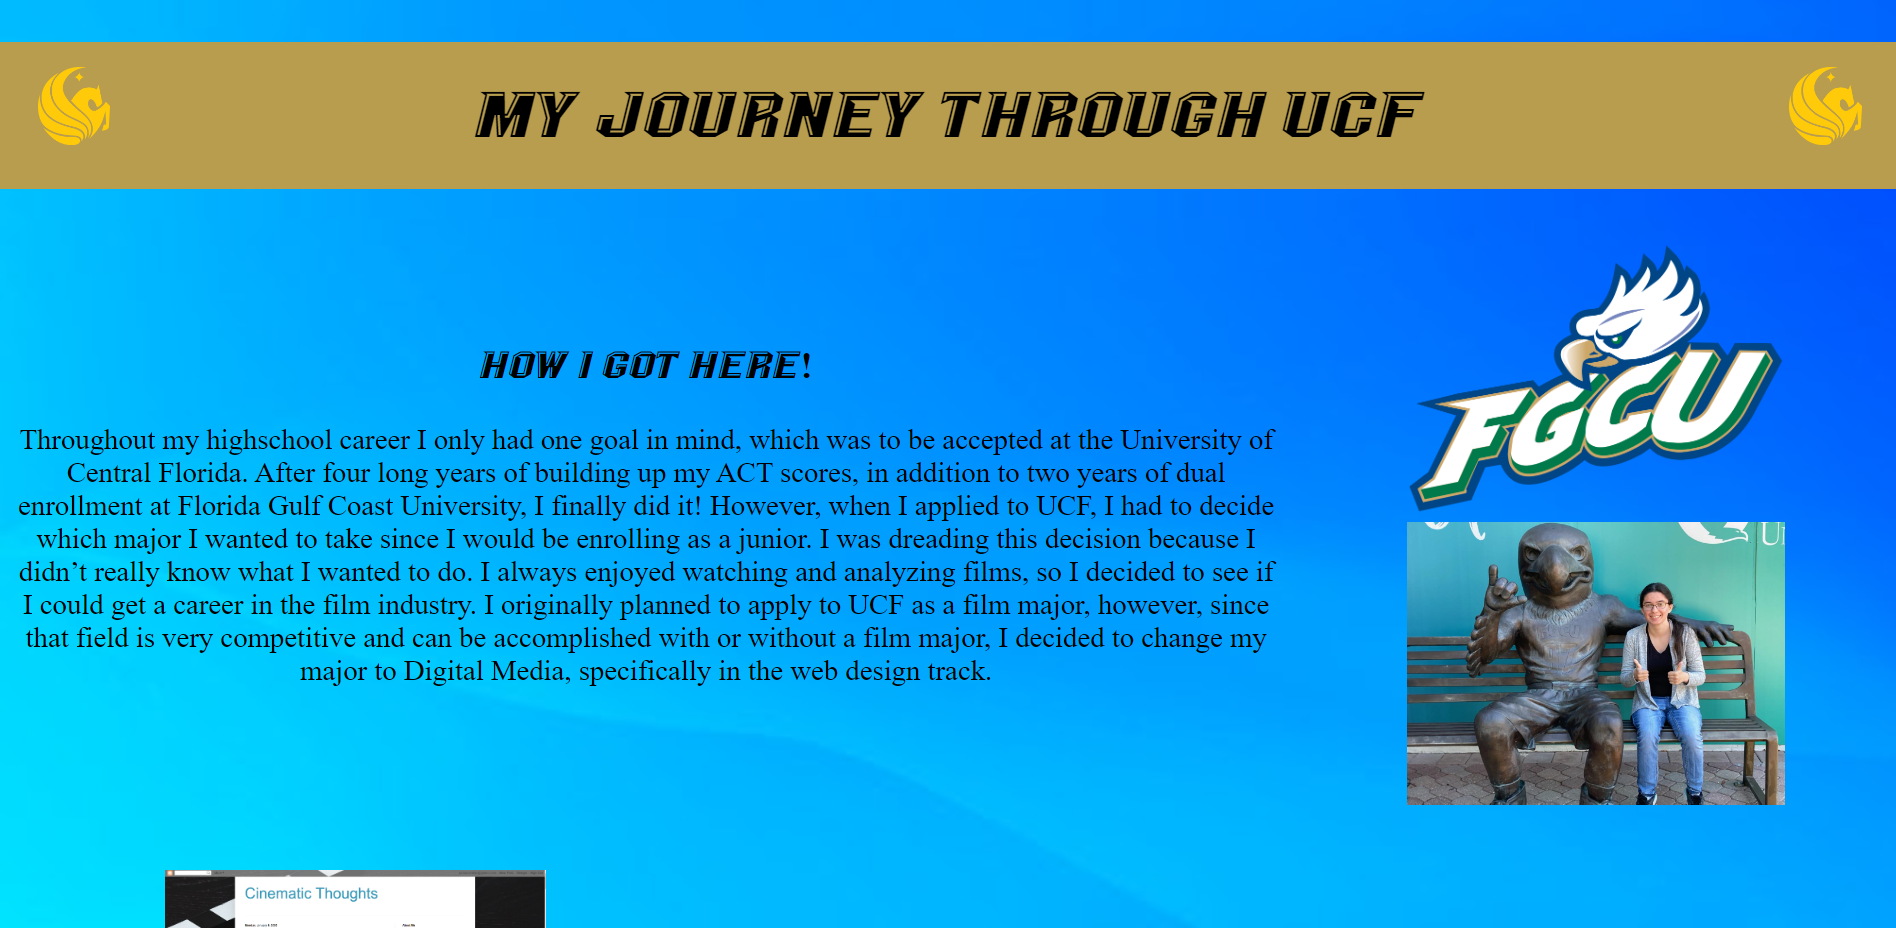 MY JOURNEY THROUGH UCF
HOW I GOT HERE!
Throughout my highschool career I only had one goal in mind, which was to be accepted at the University of
Central Florida. After four long years of building up my ACT scores, in addition to two years of dual
enrollment at Florida Gulf Coast University, I finally did it! However, when I applied to UCF, I had to decide
which major I wanted to take since I would be enrolling as a junior. I was dreading this decision because I
didn’t really know what I wanted to do. I always enjoyed watching and analyzing films, so I decided to see if
I could get a career in the film industry. I originally planned to apply to UCF as a film major, however, since
that field is very competitive and can be accomplished with or without a film major, I decided to change my
major to Digital Media, specifically in the web design track.
FGCU
Cinematic Thoughts
About Me